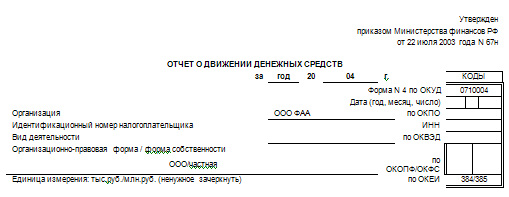 Утвержден
приказом Министерства финансов РФ
от 22 июля 2003 года N 67н
ОТЧЕТ О ДВИЖЕНИИ ДЕНЕЖНЫХ СРЕДСТВ
за год 20 04 г. КОДЫ
Форма N 4 по ОКУД 0710004
Дата (год, месяц, число)
Организация ООО ФАА по ОКПО
Идентификационный номер налогоплательщика ИНН
Вид деятельности по ОКВЭД
Организационно-правовая форма / форма собственности
ООО/частная по
ОКОПФ/ОКФС
Единица измерения: тыс.руб./млн.руб. (ненужное зачеркнуть) по ОКЕИ 384/385